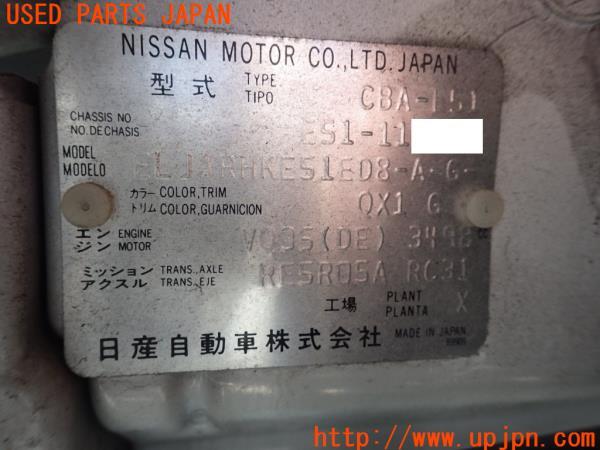 USED PARTS JAPAN
NISSAN MOTOR CO.,LTD.JAPAN
型式 TYPE TIPO CBA-E51
CHASSIS NO NO.DE CHASIS E51-11
MODEL MODELO RHKE51ED8-A-G-
カラー COLOR,TRIM トリム COLOR,GUARNICION QX1 G
エンジン ENGINE MOTOR VQ35(DE) 3498 cc
ミッション TRANS.,AXLE アクスル TRANS.,EJE RE5R05A RC31
工場 PLANT PLANTA X
日産自動車株式会社 MADE IN JAPAN
UPJ http://www.upjpn.com